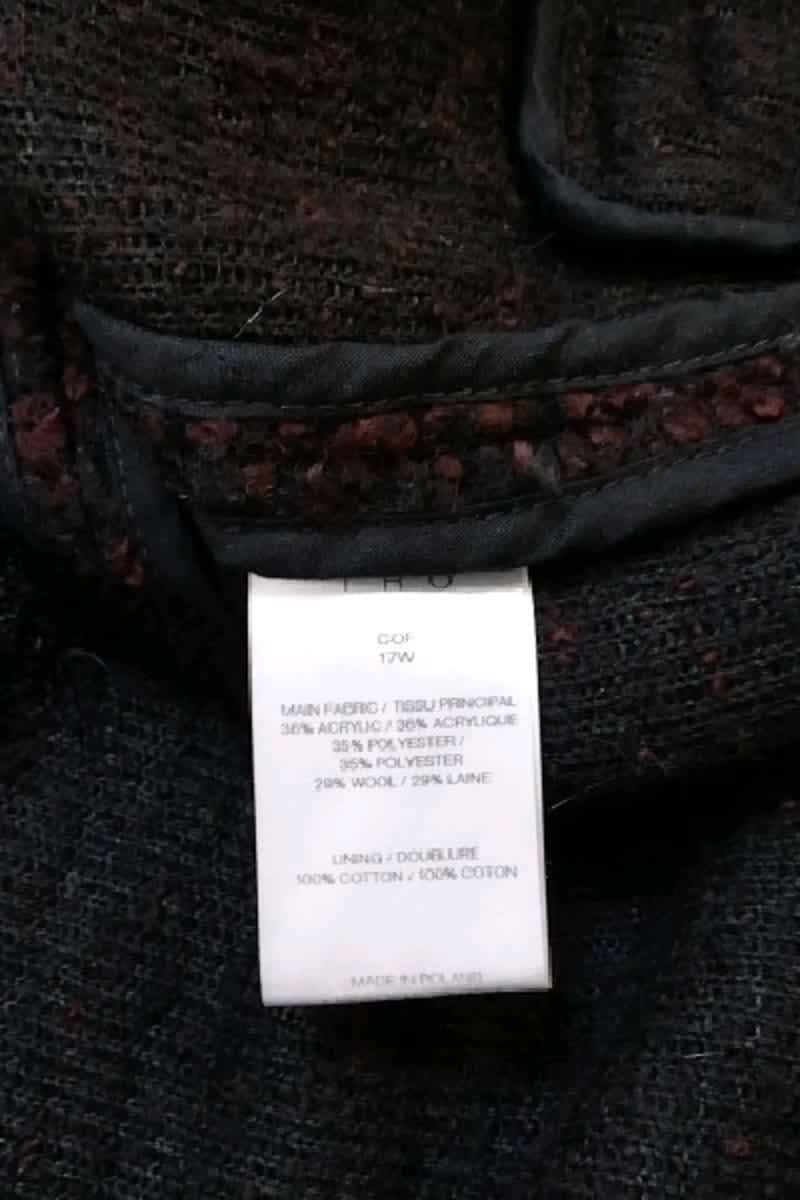 IRO
COF
17W
MAIN FABRIC / TISSU PRINCIPAL
36% ACRYLIC / 36% ACRYLIQUE
35% POLYESTER /
35% POLYESTER
29% WOOL / 29% LAINE
LINING / DOUBLURE
100% COTTON / 100% COTON
MADE IN POLAND